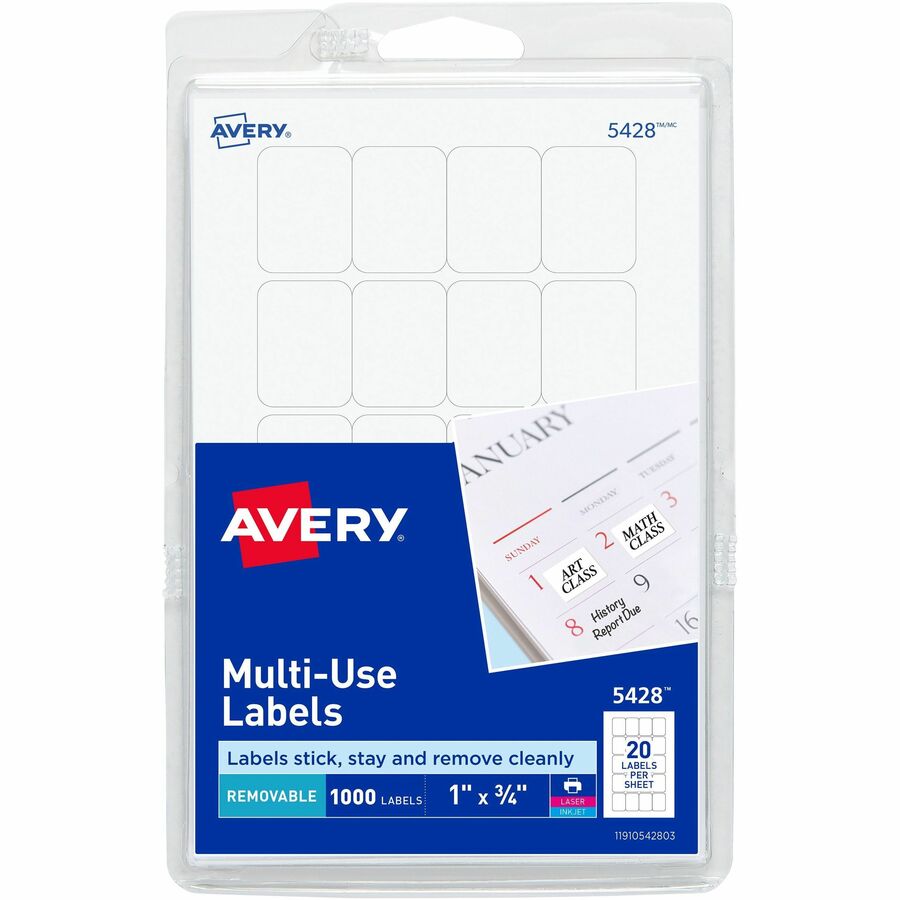 AVERY®
5428™/MC
ANUARY
SUNDAY
MONDAY
TUESDAY
1
2
3
ART
CLASS
MATH
CLASS
8
History
Report Due
9
16
AVERY®
Multi-Use
Labels
Labels stick, stay and remove cleanly
REMOVABLE
1000 LABELS
1" x ¾"
LASER
INKJET
5428™
20
LABELS
PER
SHEET
11910542803